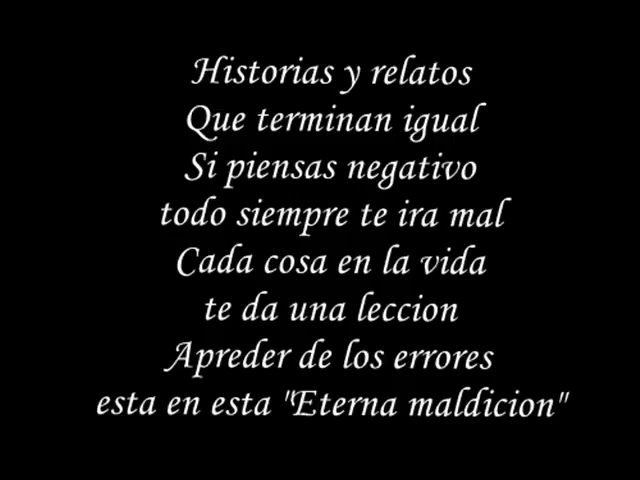 Historias y relatos
Que terminan igual
Si piensas negativo
todo siempre te ira mal
Cada cosa en la vida
te da una leccion
Apreder de los errores
esta en esta "Eterna maldicion"